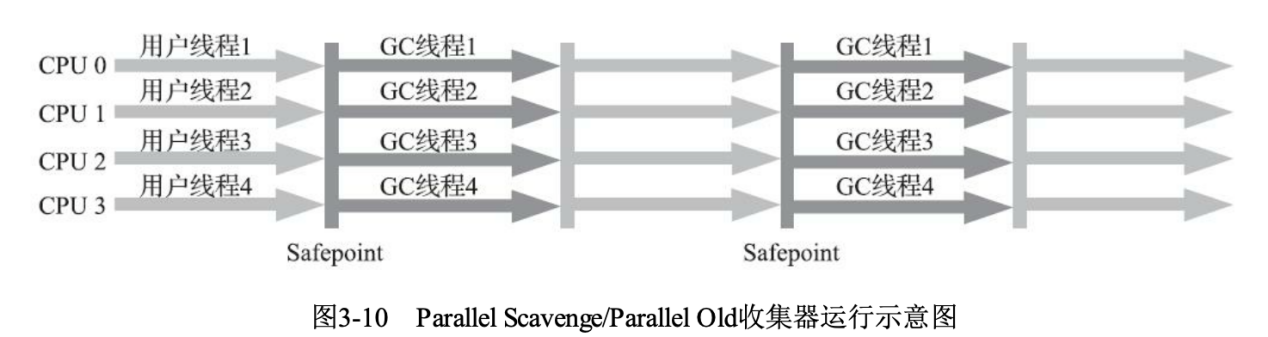 用户线程1 GC线程1 GC线程1
CPU 0
用户线程2 GC线程2 GC线程2
CPU 1
用户线程3 GC线程3 GC线程3
CPU 2
用户线程4 GC线程4 GC线程4
CPU 3
Safepoint Safepoint
图3-10 Parallel Scavenge/Parallel Old收集器运行示意图